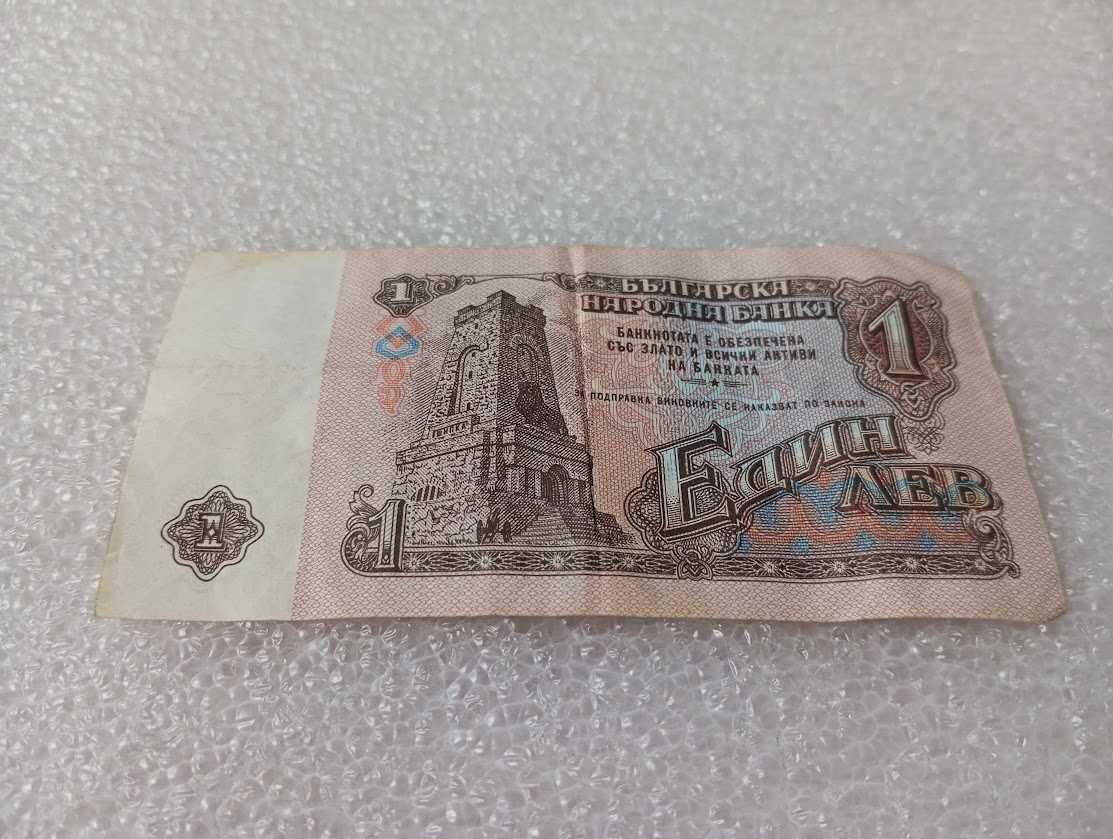 1
БЪЛГАРСКА
НАРОДНА БАНКА
1
БАНКНОТАТА Е ОБЕЗПЕЧЕНА
СЪС ЗЛАТО И ВСИЧКИ АКТИВИ
НА БАНКАТА
ЗА ПОДПРАВКА ВИНОВНИТЕ СЕ НАКАЗВАТ ПО ЗАКОНА
ЕДИН
ЛЕВ
1